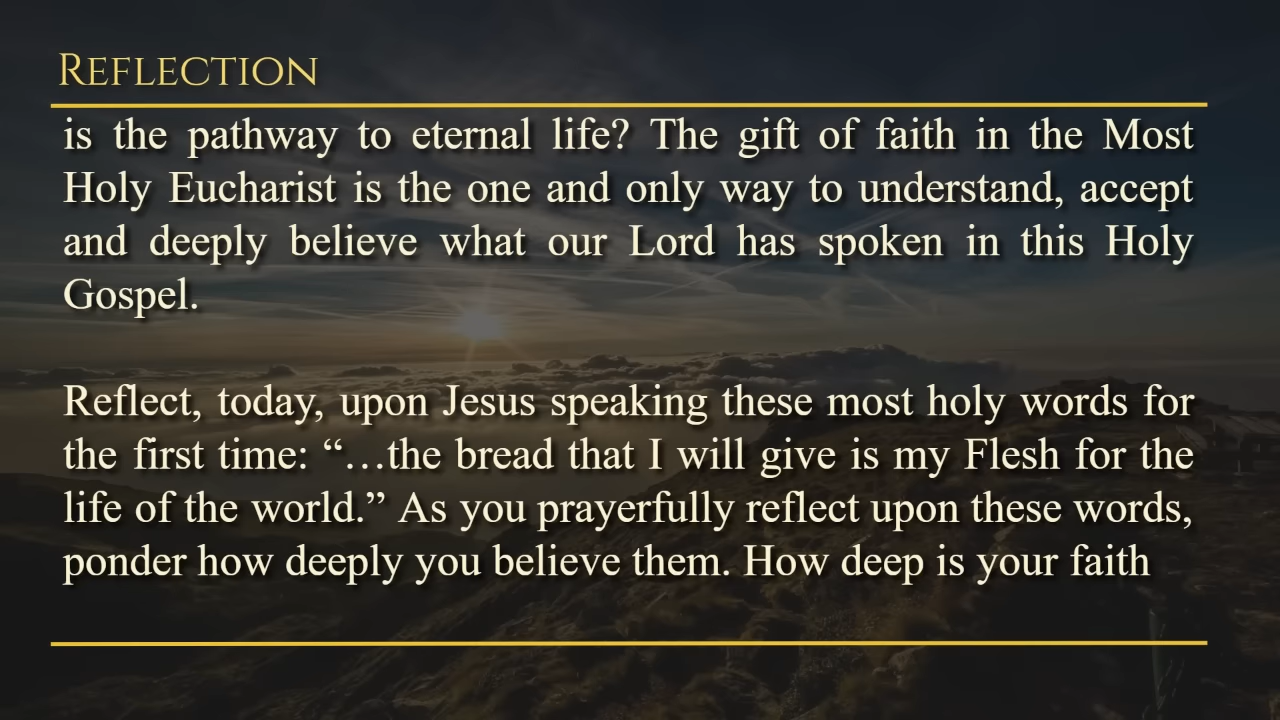 Reflection
is the pathway to eternal life? The gift of faith in the Most
Holy Eucharist is the one and only way to understand, accept
and deeply believe what our Lord has spoken in this Holy
Gospel.
Reflect, today, upon Jesus speaking these most holy words for
the first time: “…the bread that I will give is my Flesh for the
life of the world.” As you prayerfully reflect upon these words,
ponder how deeply you believe them. How deep is your faith